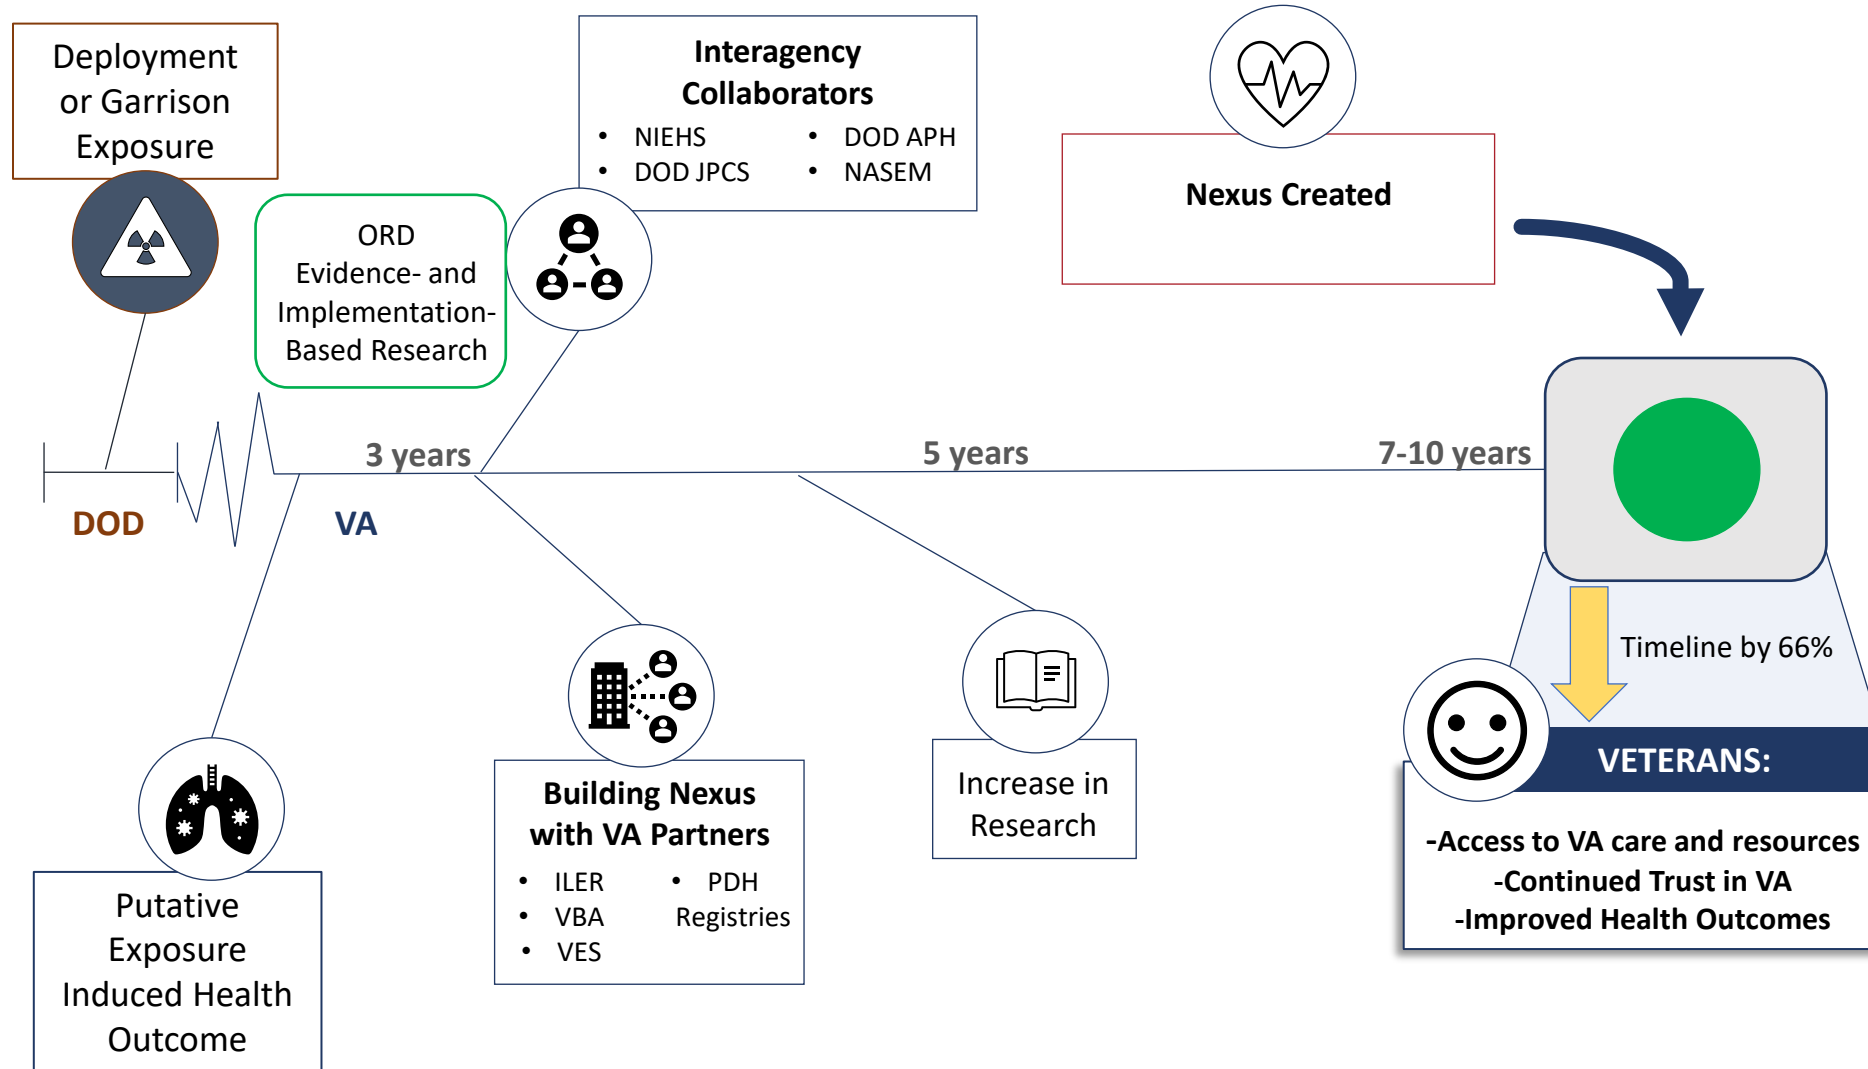 Deployment
or Garrison
Exposure
Interagency
Collaborators
• NIEHS
• DOD JPCS
• DOD APH
• NASEM
Nexus Created
ORD
Evidence- and
Implementation-
Based Research
3 years
5 years
7-10 years
DOD
VA
Timeline by 66%
VETERANS:
-Access to VA care and resources
-Continued Trust in VA
-Improved Health Outcomes
Building Nexus
with VA Partners
• ILER
• VBA
• VES
• PDH
Registries
Increase in
Research
Putative
Exposure
Induced Health
Outcome